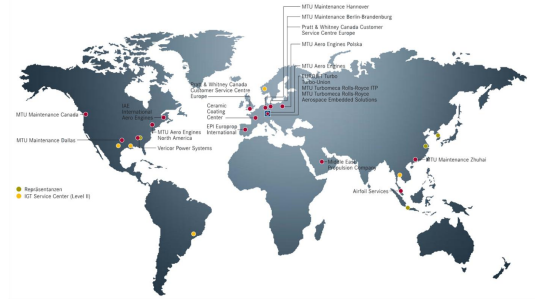 MTU Maintenance Hannover
MTU Maintenance Berlin-Brandenburg
Pratt & Whitney Canada Customer
Service Centre Europe
MTU Aero Engines Polska
Pratt & Whitney Canada
Customer Service Centre
Europe
MTU Aero Engines
Turbo-Union
MTU Turbomeca Rolls-Royce ITP
MTU Turbomeca Rolls-Royce
Aerospace Embedded Solutions
Ceramic
Coating
Center
EPI Europrop
International
International
Aero Engines
MTU Maintenance Canada
MTU Maintenance Dallas
MTU Aero Engines
North America
Vericor Power Systems
Middle East
Propulsion Company
MTU Maintenance Zhuhai
Airfoil Services
Repräsentanzen
IGT Service Center (Level II)